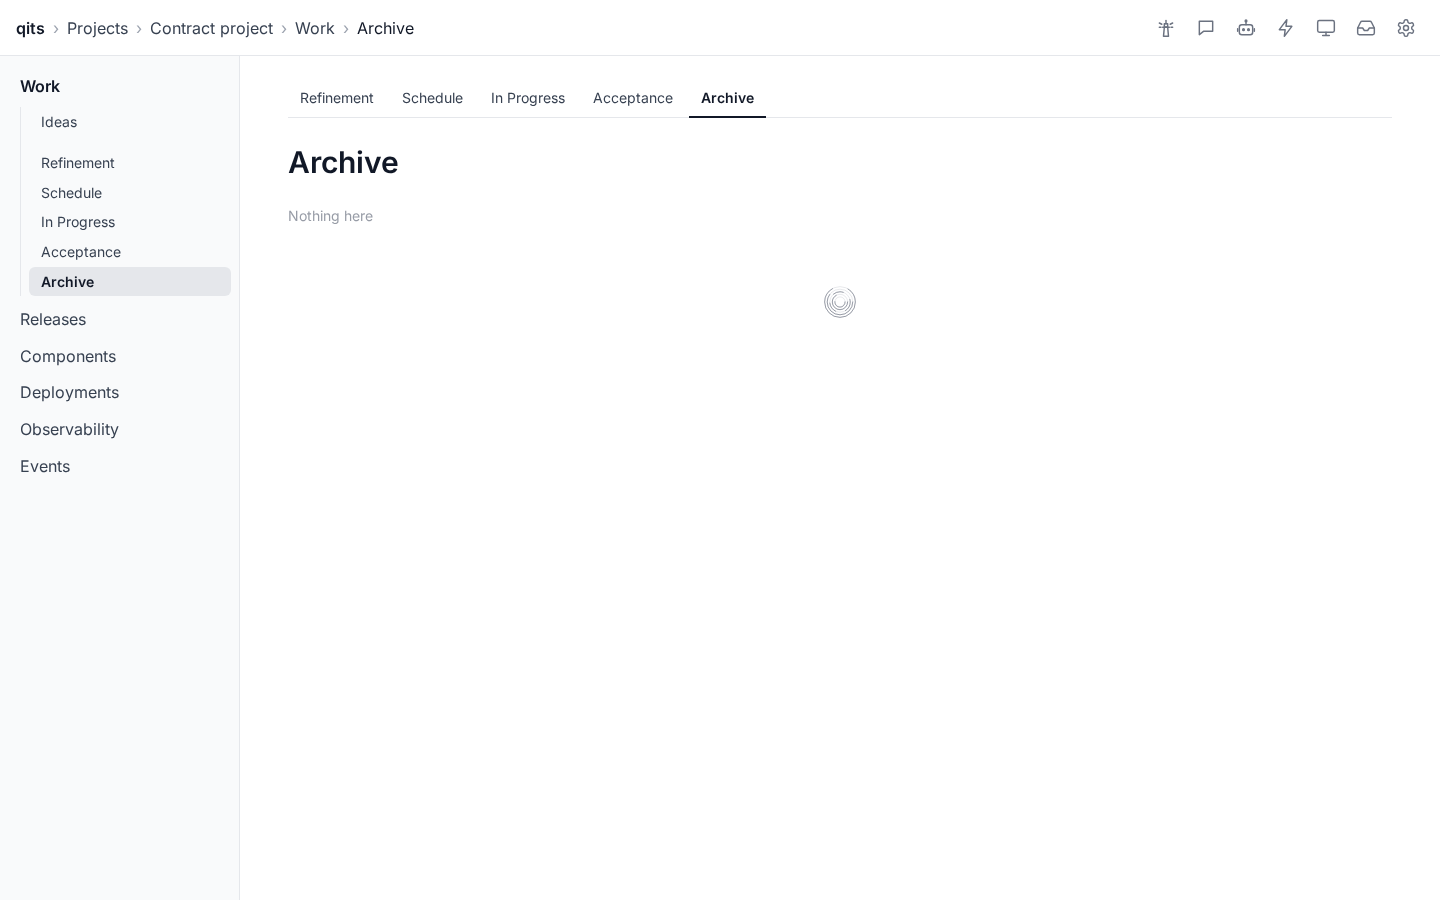 qits › Projects › Contract project › Work › Archive
Work
Ideas
Refinement
Schedule
In Progress
Acceptance
Archive
Releases
Components
Deployments
Observability
Events
Refinement Schedule In Progress Acceptance Archive
Archive
Nothing here